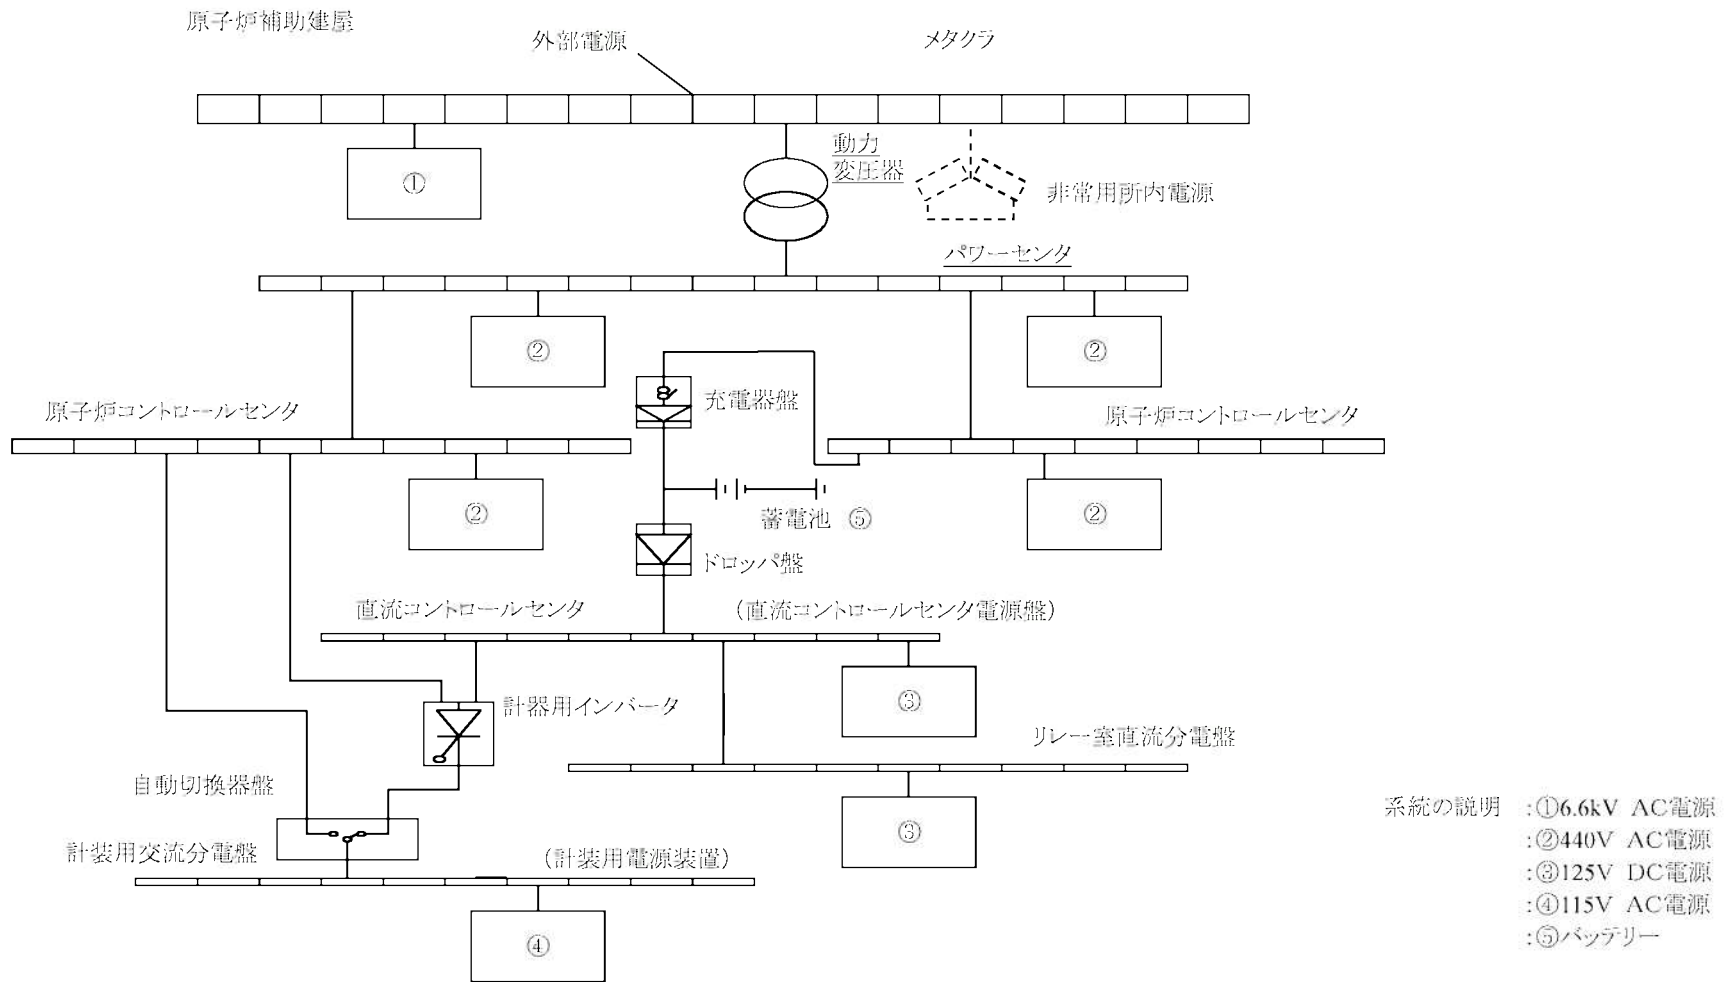 原子炉補助建屋
外部電源
メタクラ
①
動力
変圧器
非常用所内電源
パワーセンタ
②
②
充電器盤
原子炉コントロールセンタ
原子炉コントロールセンタ
②
蓄電池 ⑤
②
ドロッパ盤
直流コントロールセンタ
(直流コントロールセンタ電源盤)
③
計器用インバータ
リレー室直流分電盤
自動切換器盤
③
計装用交流分電盤
(計装用電源装置)
④
系統の説明 :①6.6kV AC電源
:②440V AC電源
:③125V DC電源
:④115V AC電源
:⑤バッテリー